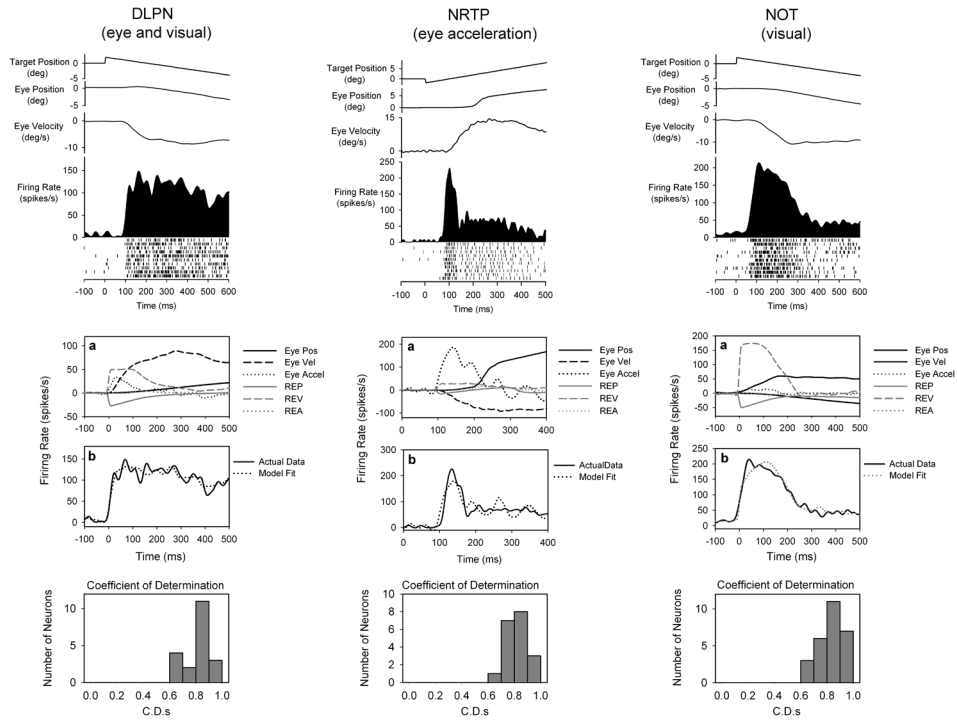 DLPN
(eye and visual)
Target Position
(deg)
0
-5
Eye Position
(deg)
0
-5
Eye Velocity
(deg/s)
0
-10
Firing Rate
(spikes/s)
150
100
50
0
-100 0 100 200 300 400 500 600
Time (ms)
NRTP
(eye acceleration)
Target Position
(deg)
5
0
Eye Position
(deg)
5
0
Eye Velocity
(deg/s)
15
0
Firing Rate
(spikes/s)
250
200
150
100
50
0
-100 0 100 200 300 400 500
Time (ms)
NOT
(visual)
Target Position
(deg)
0
-5
Eye Position
(deg)
0
-5
Eye Velocity
(deg/s)
0
-10
Firing Rate
(spikes/s)
250
200
150
100
50
0
-100 0 100 200 300 400 500 600
Time (ms)
Firirng Rate (spikes/s)
a
100
50
0
-50
Eye Pos
Eye Vel
Eye Accel
REP
REV
REA
b
150
100
50
0
Actual Data
Model Fit
-100 0 100 200 300 400 500
Time (ms)
Firing Rate (spikes/s)
a
200
100
0
-100
Eye Pos
Eye Vel
Eye Accel
REP
REV
REA
b
300
200
100
0
ActualData
Model Fit
0 100 200 300 400
Time (ms)
Firing Rate (spikes/s)
a
200
150
100
50
0
-50
Eye Pos
Eye Vel
Eye Accel
REP
REV
REA
b
250
200
150
100
50
0
Actual Data
Model Fit
-100 0 100 200 300 400 500
Time (ms)
Coefficient of Determination
Number of Neurons
10
5
0
0.0 0.2 0.4 0.6 0.8 1.0
C.D.s
Coefficient of Determination
Number of Neurons
8
6
4
2
0
0.0 0.2 0.4 0.6 0.8 1.0
C.D.s
Coefficient of Determination
Number of Neurons
10
5
0
0.0 0.2 0.4 0.6 0.8 1.0
C.D.s